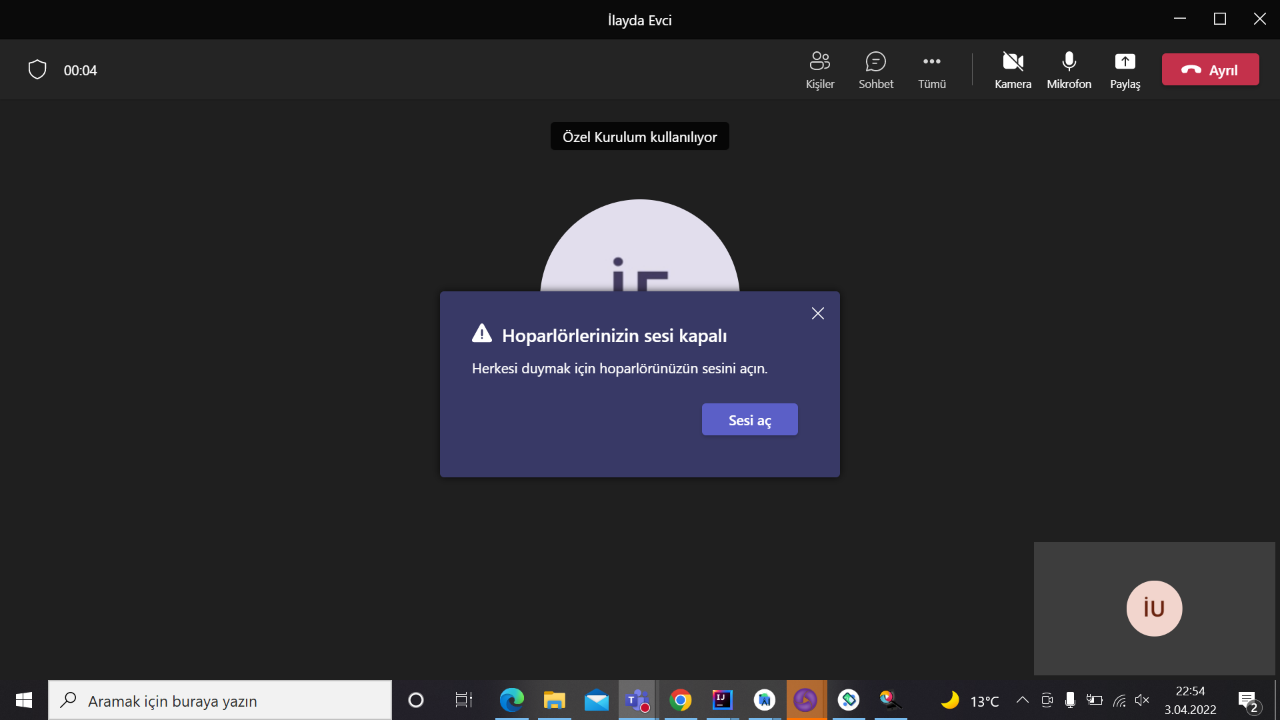 İlayda Evci
00:04
Kişiler
Sohbet
Tümü
Kamera
Mikrofon
Paylaş
Ayrıl
Özel Kurulum kullanılıyor
Hoparlörlerinizin sesi kapalı
Herkesi duymak için hoparlörünüzün sesini açın.
Sesi aç
İU
Aramak için buraya yazın
13°C
22:54
3.04.2022
2